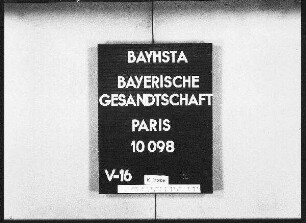 BAYHSTA
BAYERISCHE
GESANDTSCHAFT
PARIS
10 098
V-16